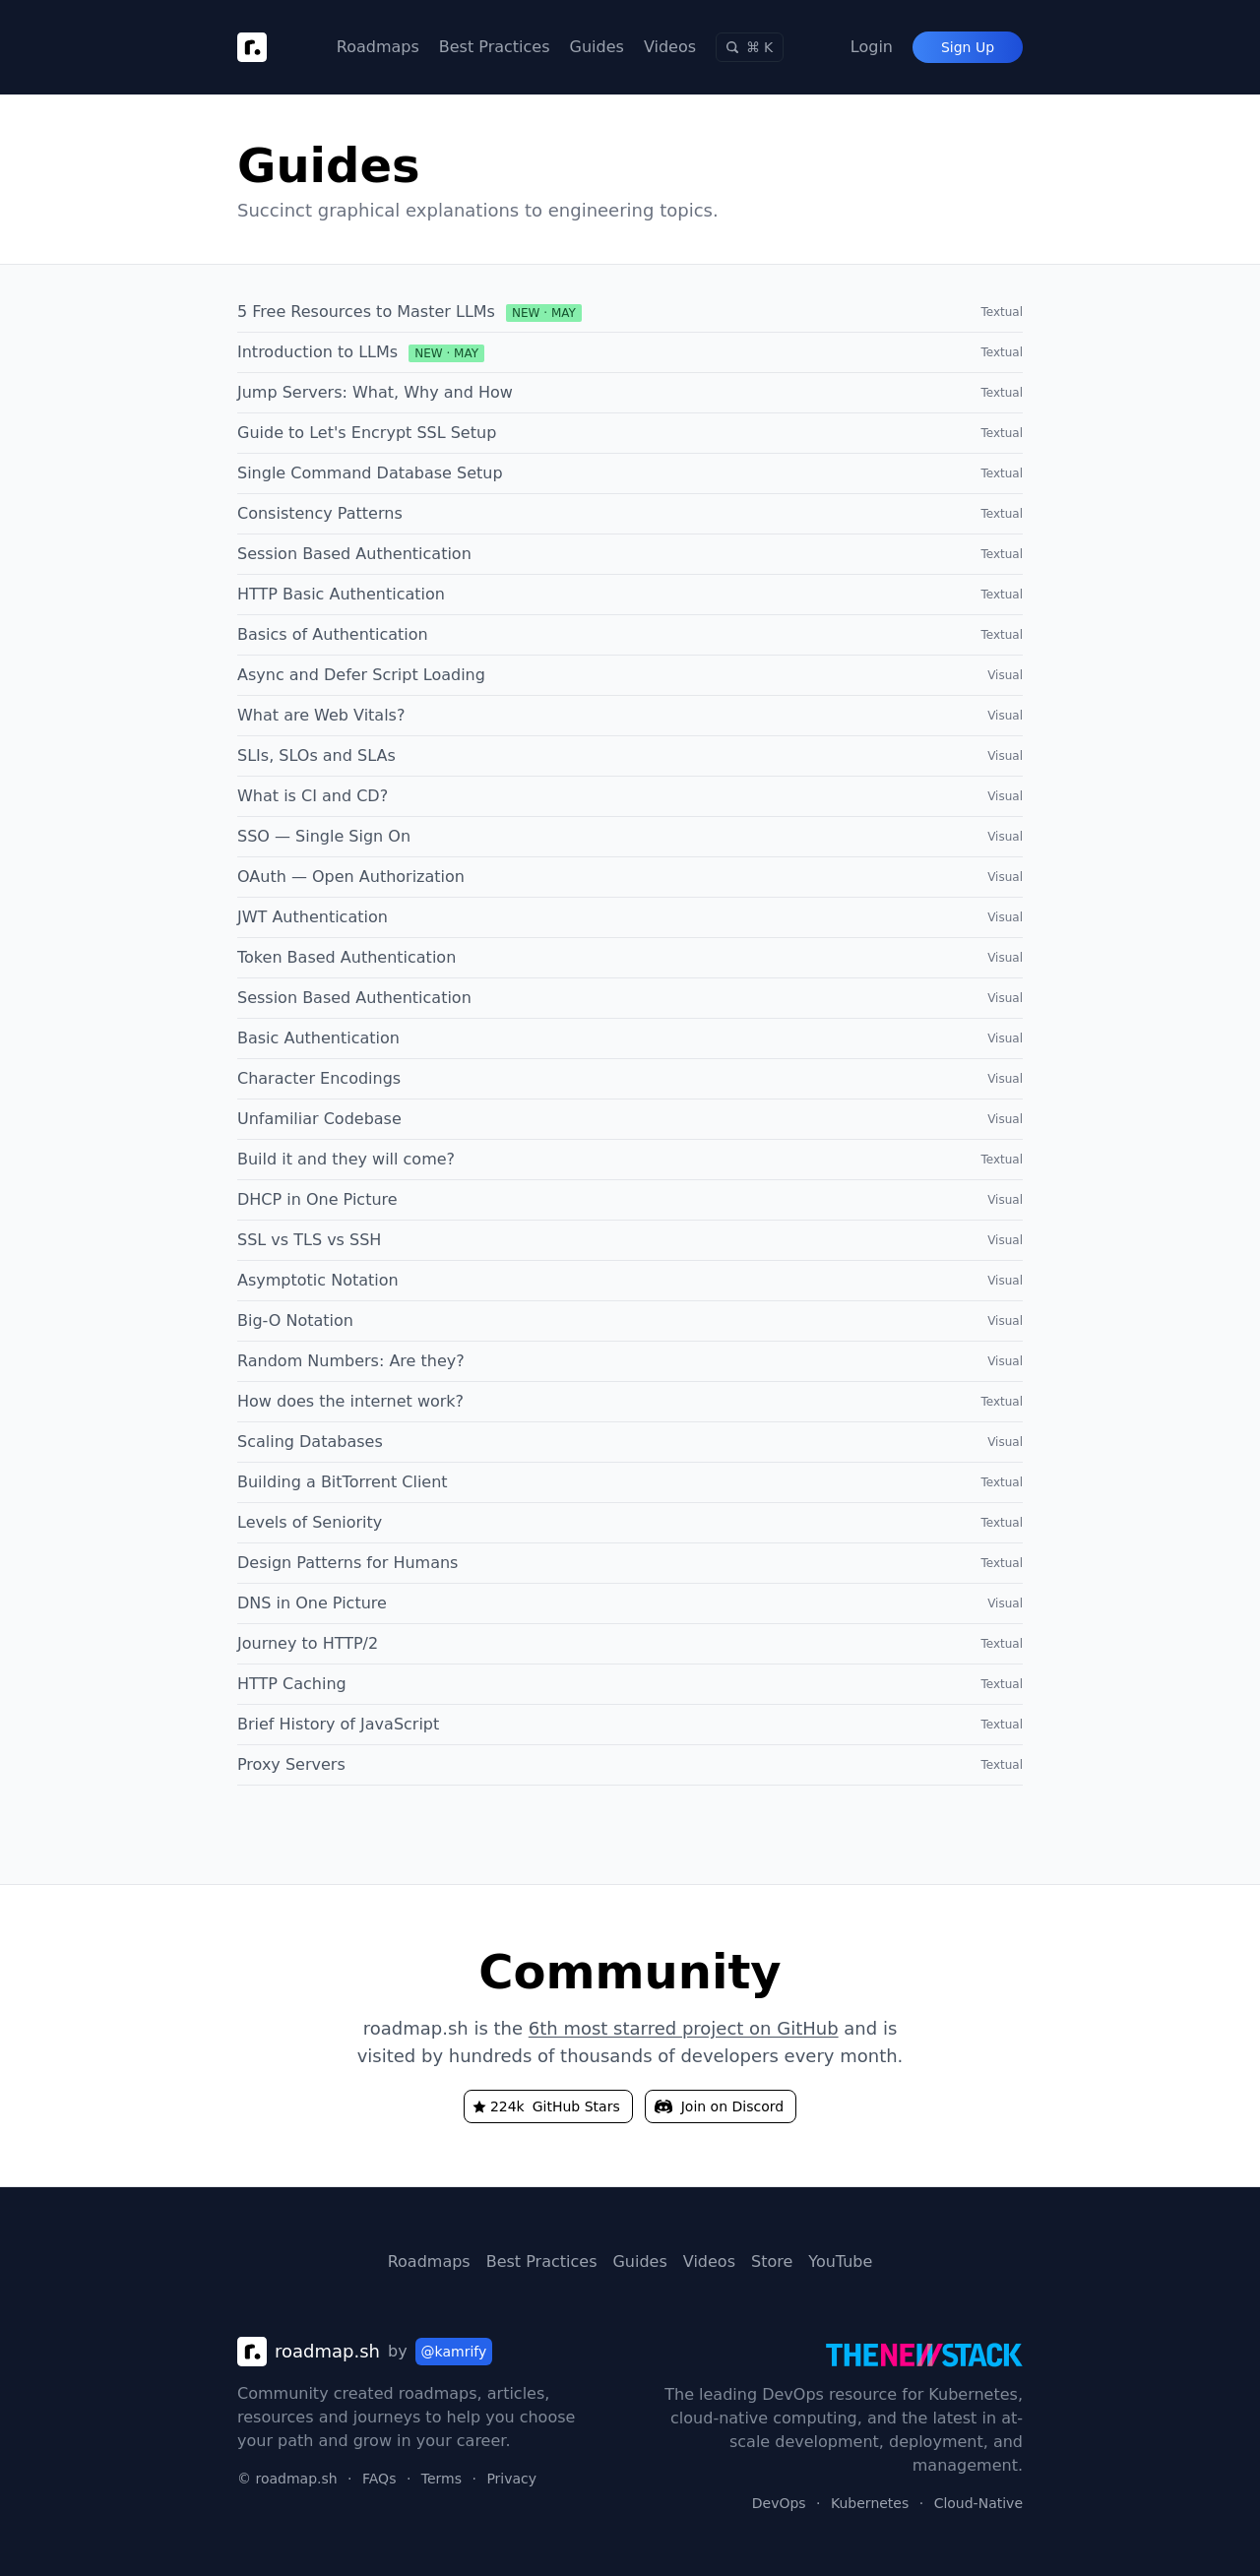 r.
Roadmaps Best Practices Guides Videos ⌘ K Login Sign Up
Guides
Succinct graphical explanations to engineering topics.
5 Free Resources to Master LLMs NEW · MAY Textual
Introduction to LLMs NEW · MAY Textual
Jump Servers: What, Why and How Textual
Guide to Let's Encrypt SSL Setup Textual
Single Command Database Setup Textual
Consistency Patterns Textual
Session Based Authentication Textual
HTTP Basic Authentication Textual
Basics of Authentication Textual
Async and Defer Script Loading Visual
What are Web Vitals? Visual
SLIs, SLOs and SLAs Visual
What is CI and CD? Visual
SSO — Single Sign On Visual
OAuth — Open Authorization Visual
JWT Authentication Visual
Token Based Authentication Visual
Session Based Authentication Visual
Basic Authentication Visual
Character Encodings Visual
Unfamiliar Codebase Visual
Build it and they will come? Textual
DHCP in One Picture Visual
SSL vs TLS vs SSH Visual
Asymptotic Notation Visual
Big-O Notation Visual
Random Numbers: Are they? Visual
How does the internet work? Textual
Scaling Databases Visual
Building a BitTorrent Client Textual
Levels of Seniority Textual
Design Patterns for Humans Textual
DNS in One Picture Visual
Journey to HTTP/2 Textual
HTTP Caching Textual
Brief History of JavaScript Textual
Proxy Servers Textual
Community
roadmap.sh is the 6th most starred project on GitHub and is
visited by hundreds of thousands of developers every month.
224k GitHub Stars Join on Discord
Roadmaps Best Practices Guides Videos Store YouTube
r. roadmap.sh by @kamrify
Community created roadmaps, articles,
resources and journeys to help you choose
your path and grow in your career.
© roadmap.sh · FAQs · Terms · Privacy
THENEWSTACK
The leading DevOps resource for Kubernetes,
cloud-native computing, and the latest in at-
scale development, deployment, and
management.
DevOps · Kubernetes · Cloud-Native